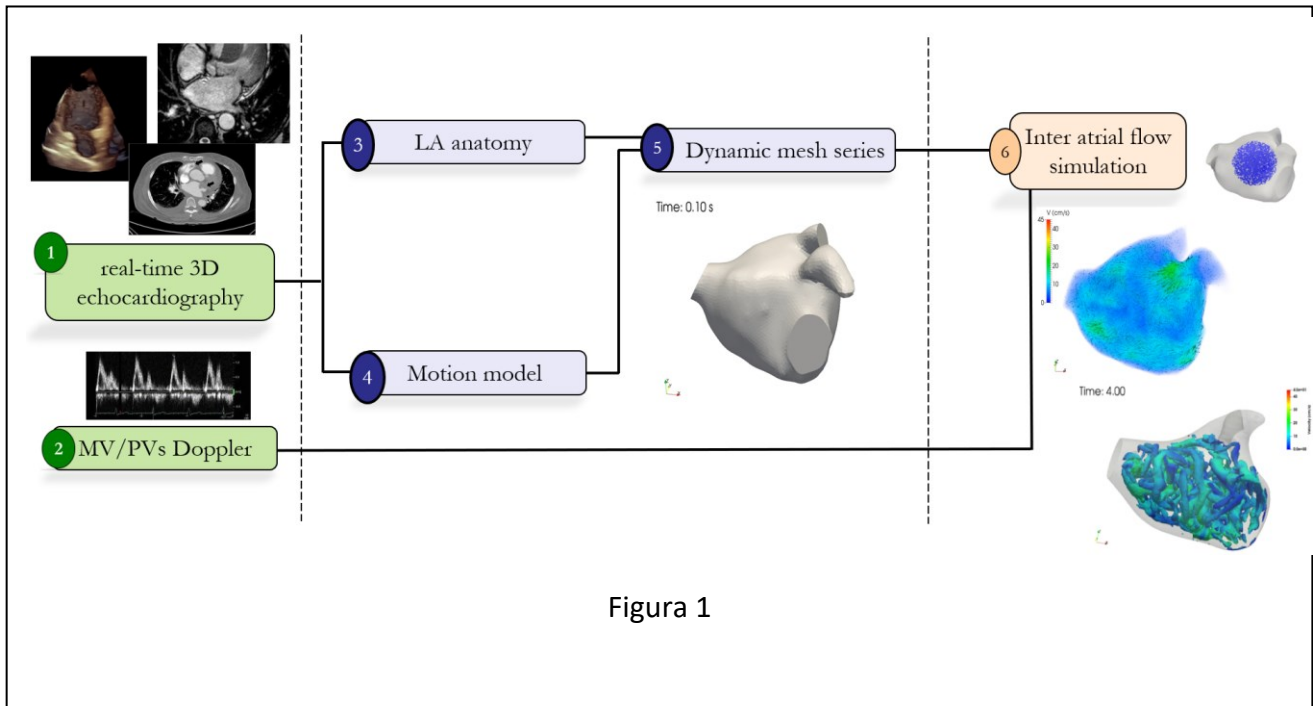 1
real-time 3D
echocardiography
2
MV/PVs Doppler
3
LA anatomy
4
Motion model
5
Dynamic mesh series
Time: 0.10 s
6
Inter atrial flow
simulation
V (cm/s)
45
40
30
20
10
0
Time: 4.00
Figura 1